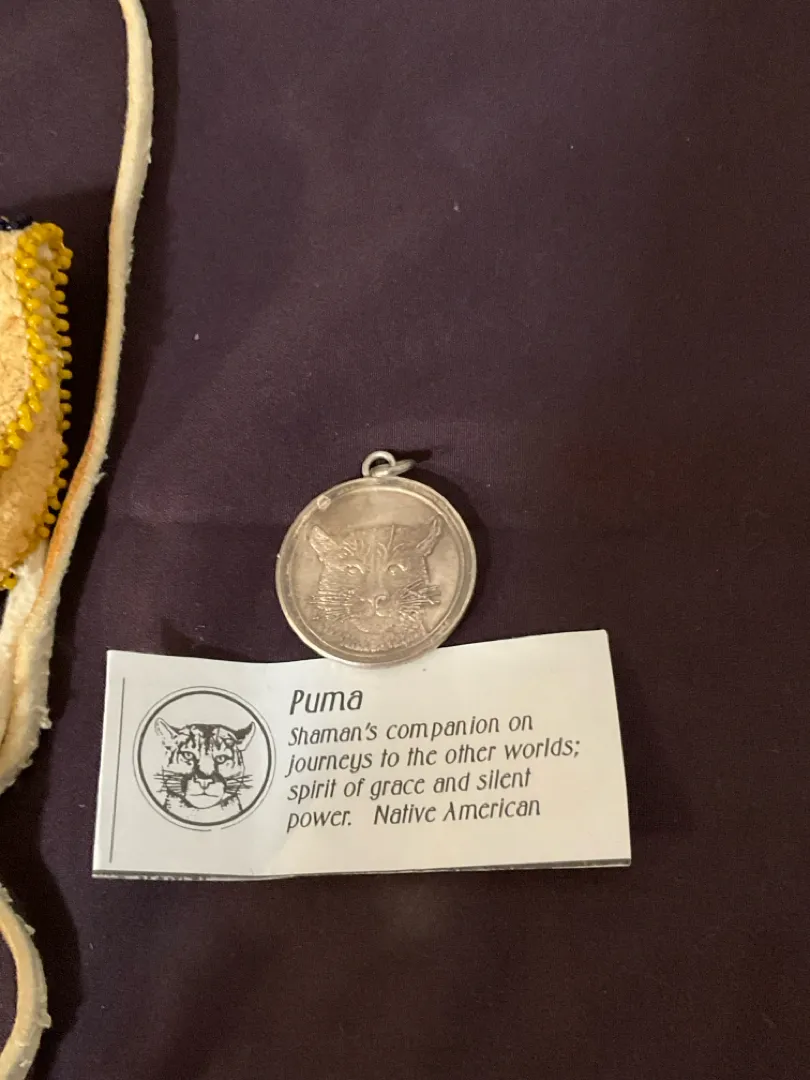 Puma
Shaman's companion on
journeys to the other worlds;
spirit of grace and silent
power. Native American